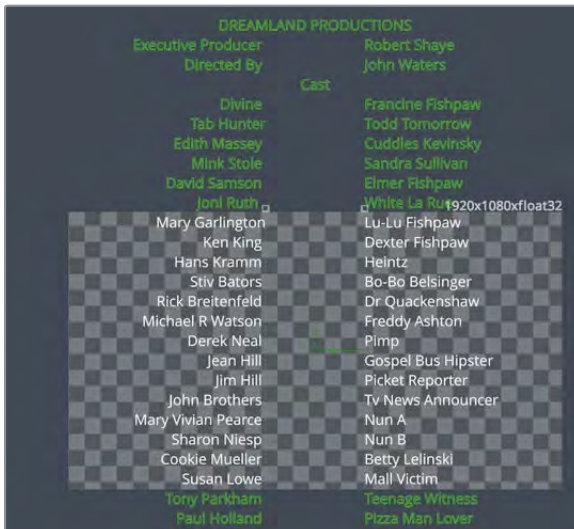 DREAMLAND PRODUCTIONS
Executive Producer Robert Shaye
Directed By John Waters
Cast
Divine Francine Fishpaw
Tab Hunter Todd Tomorrow
Edith Massey Cuddles Kevinsky
Mink Stole Sandra Sullivan
David Samson Elmer Fishpaw
Joni Ruth White La Rue
1920x1080xfloat32
Mary Garlington Lu-Lu Fishpaw
Ken King Dexter Fishpaw
Hans Kramm Heintz
Stiv Bators Bo-Bo Belsinger
Rick Breitenfeld Dr Quackenshaw
Michael R Watson Freddy Ashton
Derek Neal Pimp
Jean Hill Gospel Bus Hipster
Jim Hill Picket Reporter
John Brothers Tv News Announcer
Mary Vivian Pearce Nun A
Sharon Niesp Nun B
Cookie Mueller Betty Lelinski
Susan Lowe Mall Victim
Tony Parkham Teenage Witness
Paul Holland Pizza Man Lover